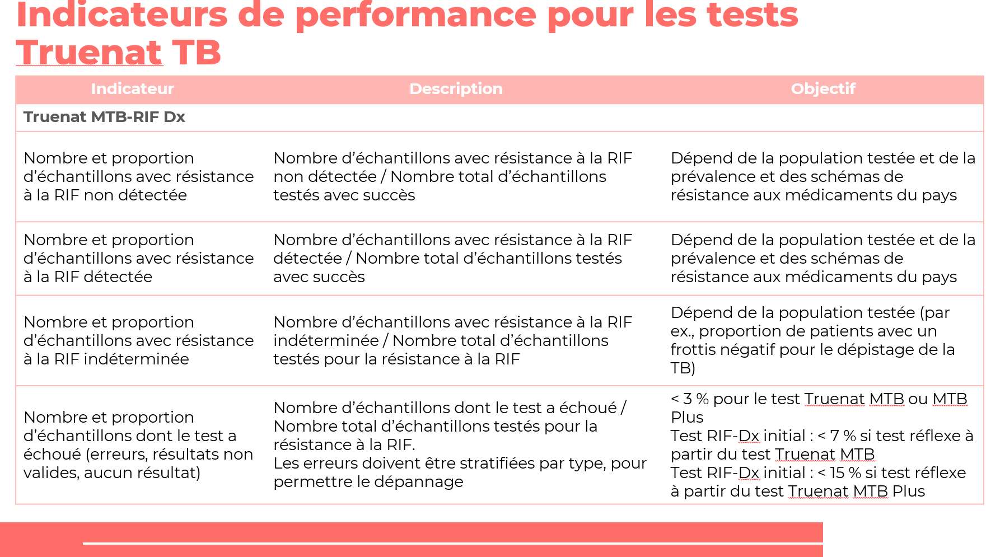 Indicateurs de performance pour les tests
Truenat TB
Indicateur
Description
Objectif
Truenat MTB-RIF Dx
Nombre et proportion
d’échantillons avec résistance
à la RIF non détectée
Nombre d’échantillons avec résistance à la RIF
non détectée / Nombre total d’échantillons
testés avec succès
Dépend de la population testée et de la
prévalence et des schémas de
résistance aux médicaments du pays
Nombre et proportion
d’échantillons avec résistance
à la RIF détectée
Nombre d’échantillons avec résistance à la RIF
détectée / Nombre total d’échantillons testés
avec succès
Dépend de la population testée et de la
prévalence et des schémas de
résistance aux médicaments du pays
Nombre et proportion
d’échantillons avec résistance
à la RIF indéterminée
Nombre d’échantillons avec résistance à la RIF
indéterminée / Nombre total d’échantillons
testés pour la résistance à la RIF
Dépend de la population testée (par
ex., proportion de patients avec un
frottis négatif pour le dépistage de la
TB)
Nombre et proportion
d’échantillons dont le test a
échoué (erreurs, résultats non
valides, aucun résultat)
Nombre d’échantillons dont le test a échoué /
Nombre total d’échantillons testés pour la
résistance à la RIF.
Les erreurs doivent être stratifiées par type, pour
permettre le dépannage
< 3 % pour le test Truenat MTB ou MTB
Plus
Test RIF-Dx initial : < 7 % si test réflexe à
partir du test Truenat MTB
Test RIF-Dx initial : < 15 % si test réflexe
à partir du test Truenat MTB Plus